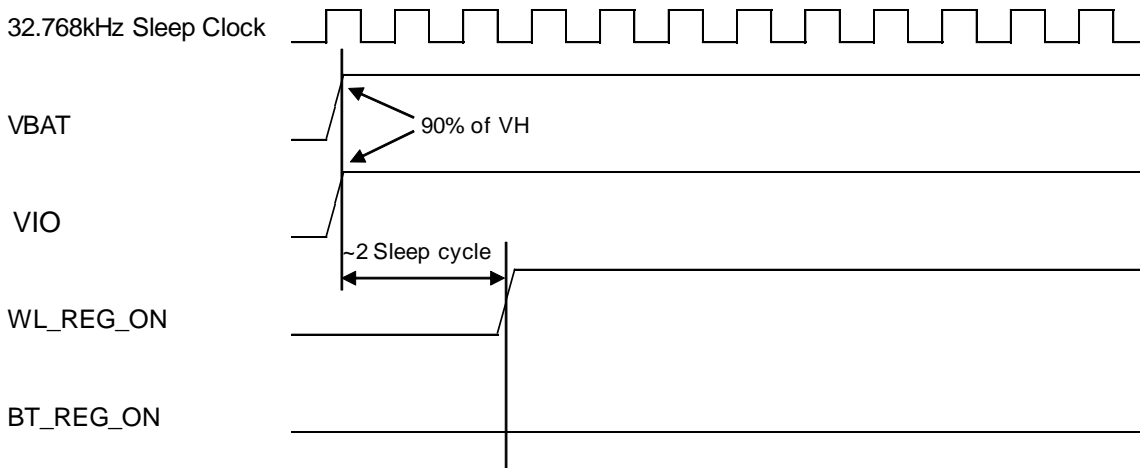 32.768kHz Sleep Clock
VBAT
90% of VH
VIO
~2 Sleep cycle
WL_REG_ON
BT_REG_ON